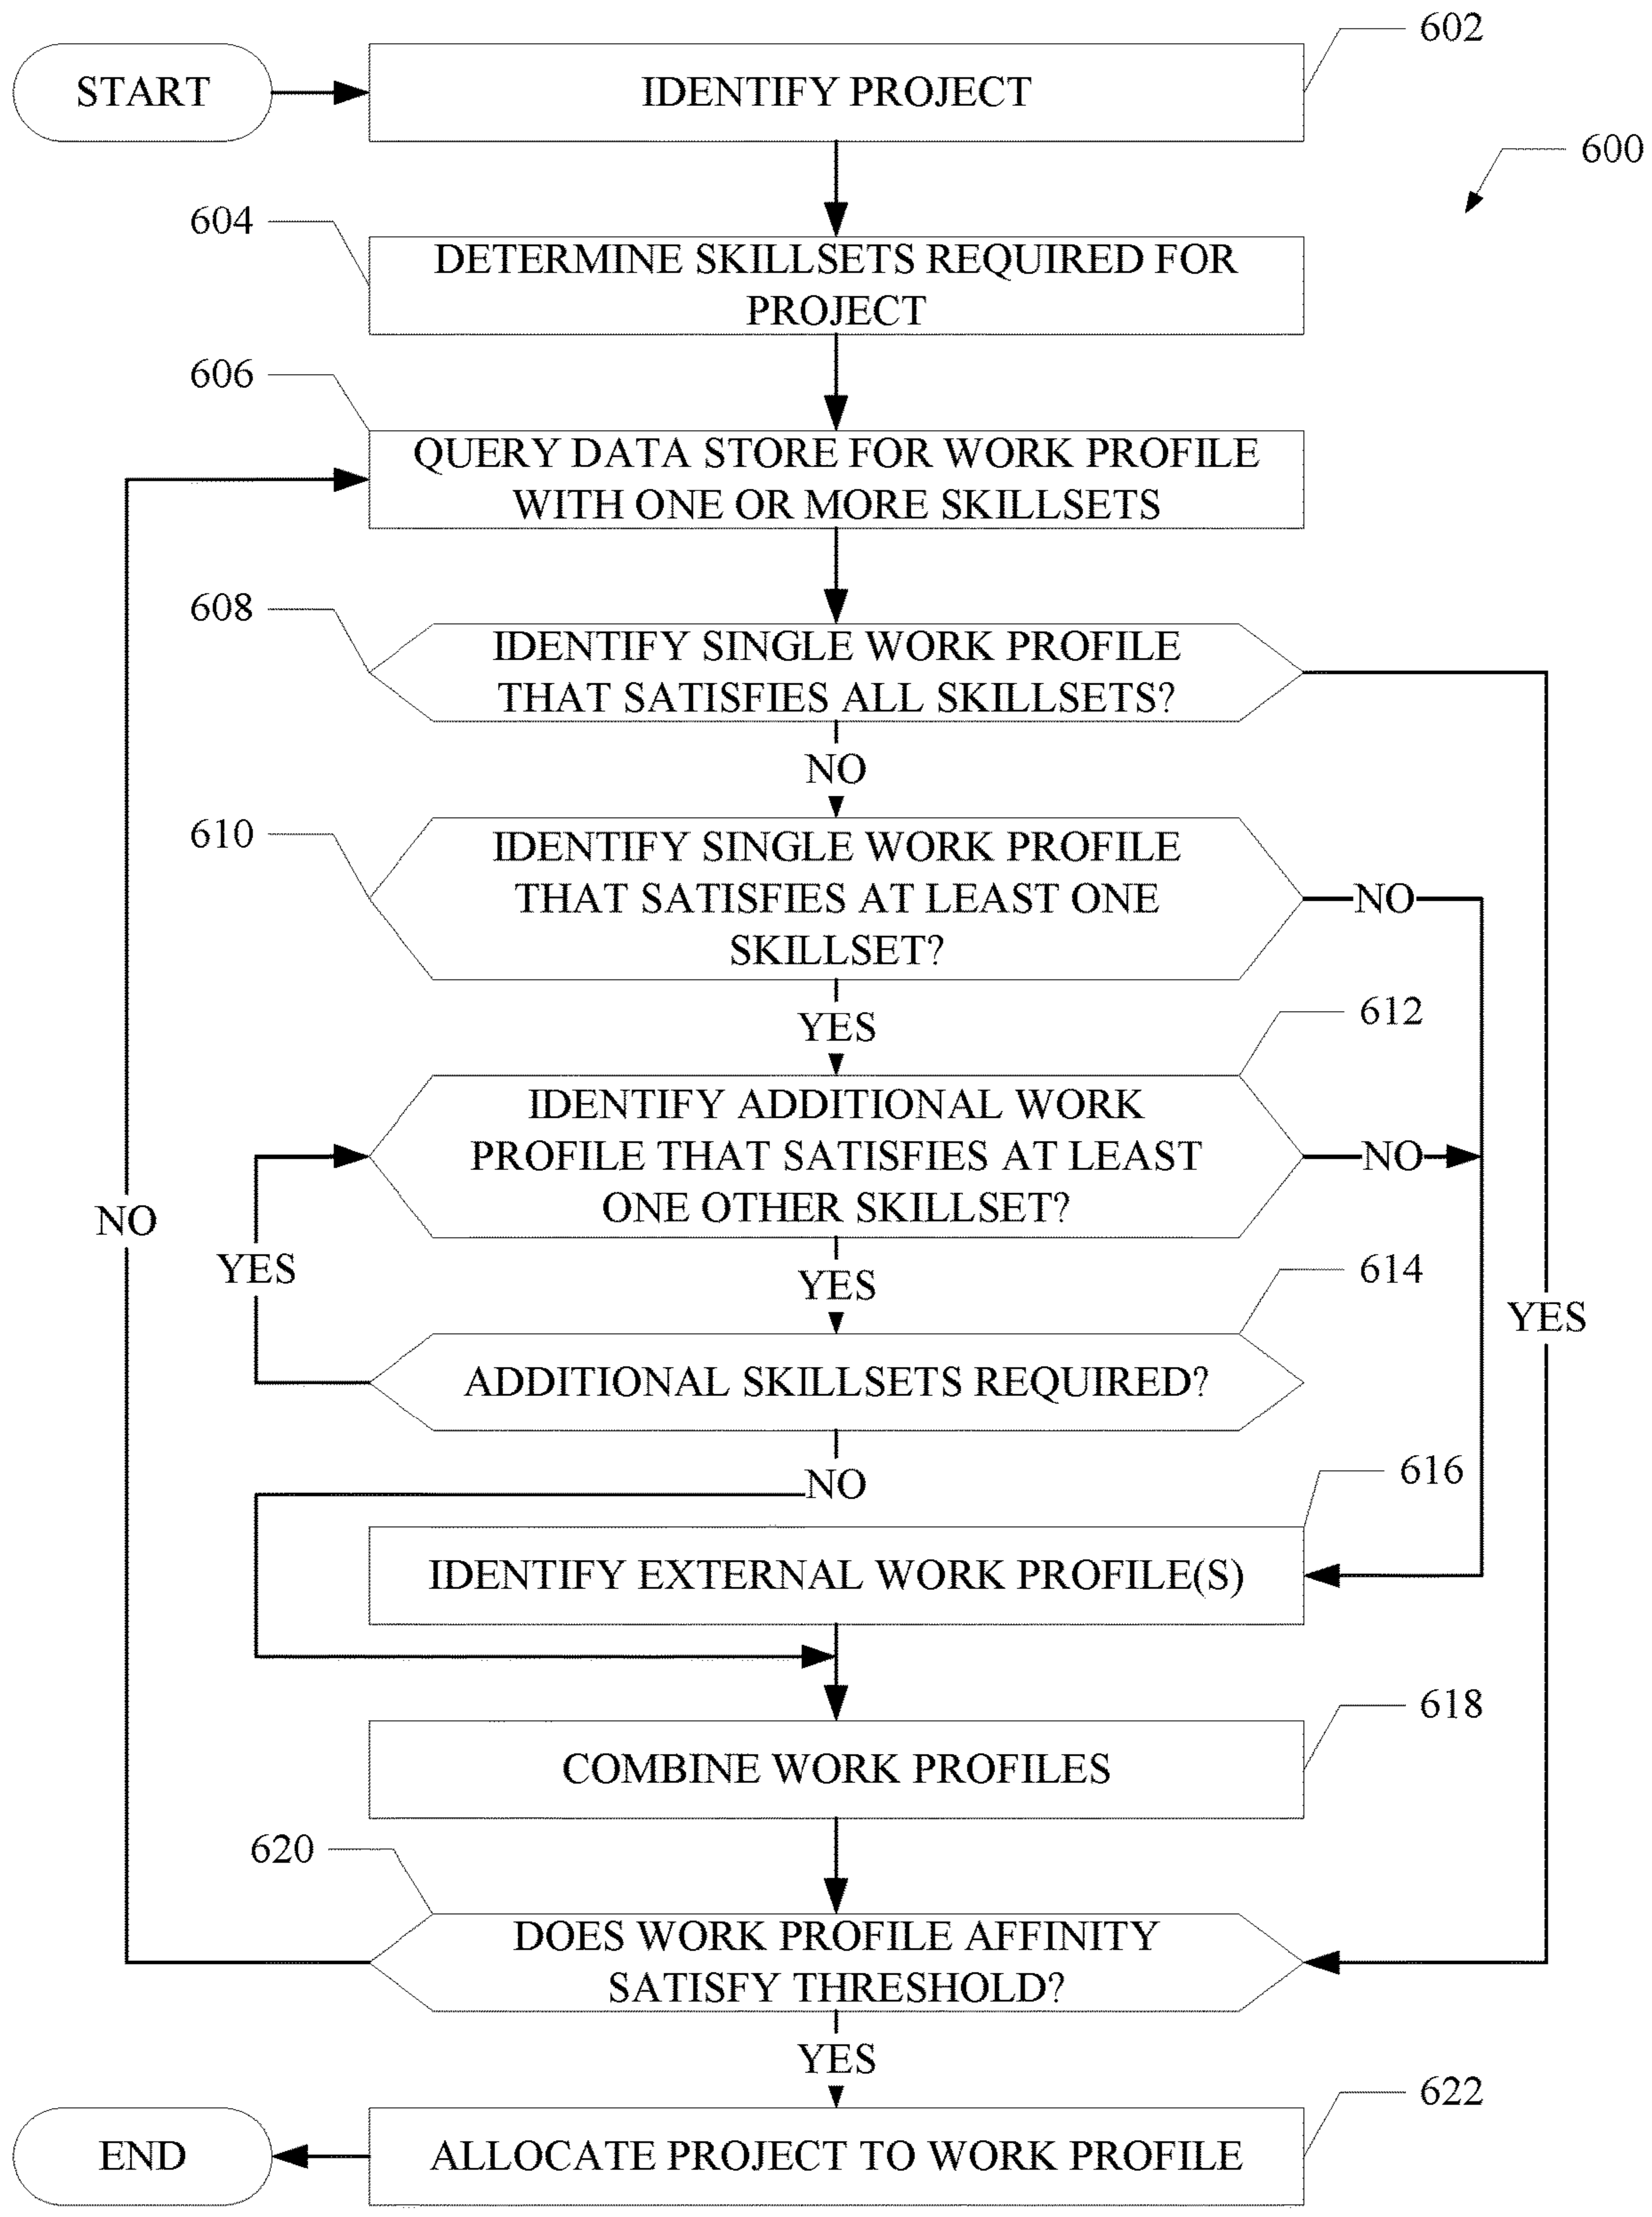 602
START
IDENTIFY PROJECT
600
604
DETERMINE SKILLSETS REQUIRED FOR
PROJECT
606
QUERY DATA STORE FOR WORK PROFILE
WITH ONE OR MORE SKILLSETS
608
IDENTIFY SINGLE WORK PROFILE
THAT SATISFIES ALL SKILLSETS?
NO
610
IDENTIFY SINGLE WORK PROFILE
THAT SATISFIES AT LEAST ONE
SKILLSET?
NO
YES
612
IDENTIFY ADDITIONAL WORK
PROFILE THAT SATISFIES AT LEAST
ONE OTHER SKILLSET?
NO
NO
YES
YES
614
YES
ADDITIONAL SKILLSETS REQUIRED?
NO
616
IDENTIFY EXTERNAL WORK PROFILE(S)
618
COMBINE WORK PROFILES
620
DOES WORK PROFILE AFFINITY
SATISFY THRESHOLD?
YES
622
END
ALLOCATE PROJECT TO WORK PROFILE